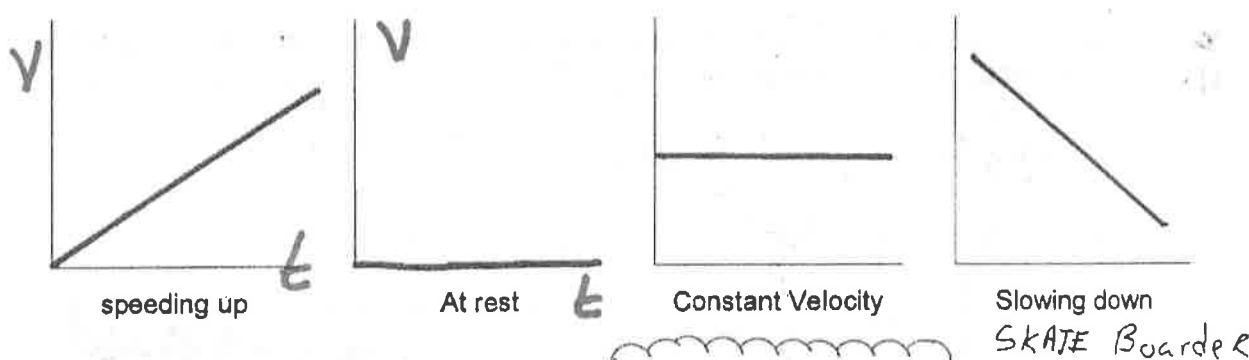 V
t
speeding up
V
t
At rest
Constant Velocity
Slowing down
SKATE BoardeR